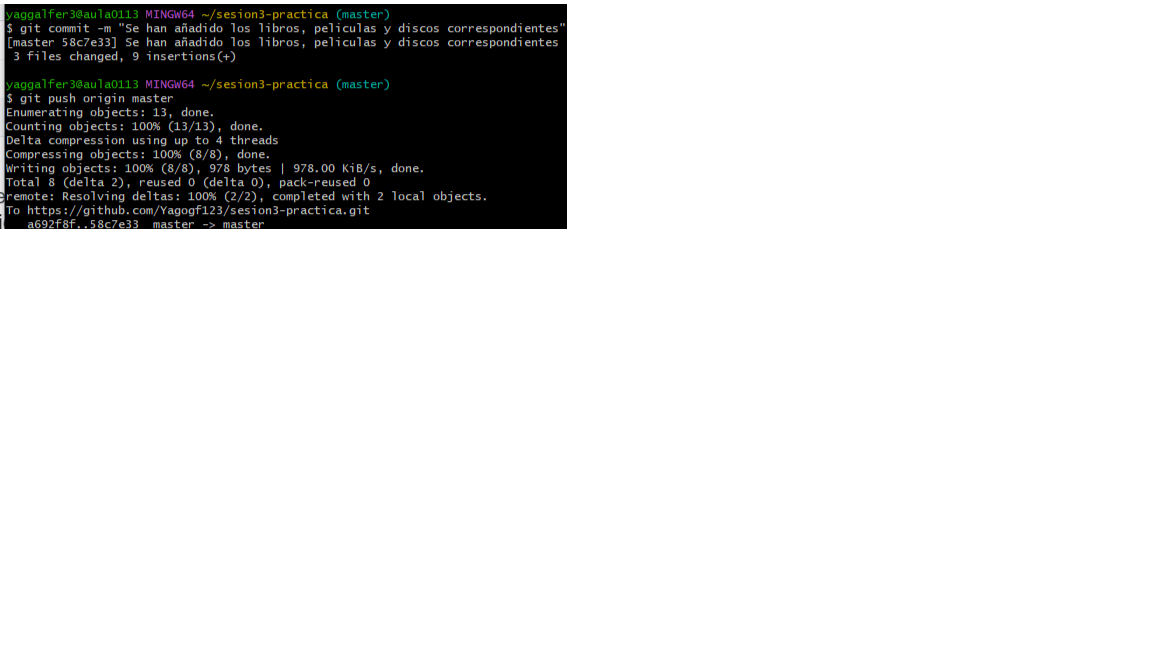 yaggalfer3@aula0113 MINGW64 ~/sesion3-practica (master)
$ git commit -m "Se han añadido los libros, peliculas y discos correspondientes"
[master 58c7e33] Se han añadido los libros, peliculas y discos correspondientes
 3 files changed, 9 insertions(+)

yaggalfer3@aula0113 MINGW64 ~/sesion3-practica (master)
$ git push origin master
Enumerating objects: 13, done.
Counting objects: 100% (13/13), done.
Delta compression using up to 4 threads
Compressing objects: 100% (8/8), done.
Writing objects: 100% (8/8), 978 bytes | 978.00 KiB/s, done.
Total 8 (delta 2), reused 0 (delta 0), pack-reused 0
remote: Resolving deltas: 100% (2/2), completed with 2 local objects.
To https://github.com/Yagogf123/sesion3-practica.git
   a692f8f..58c7e33  master -> master